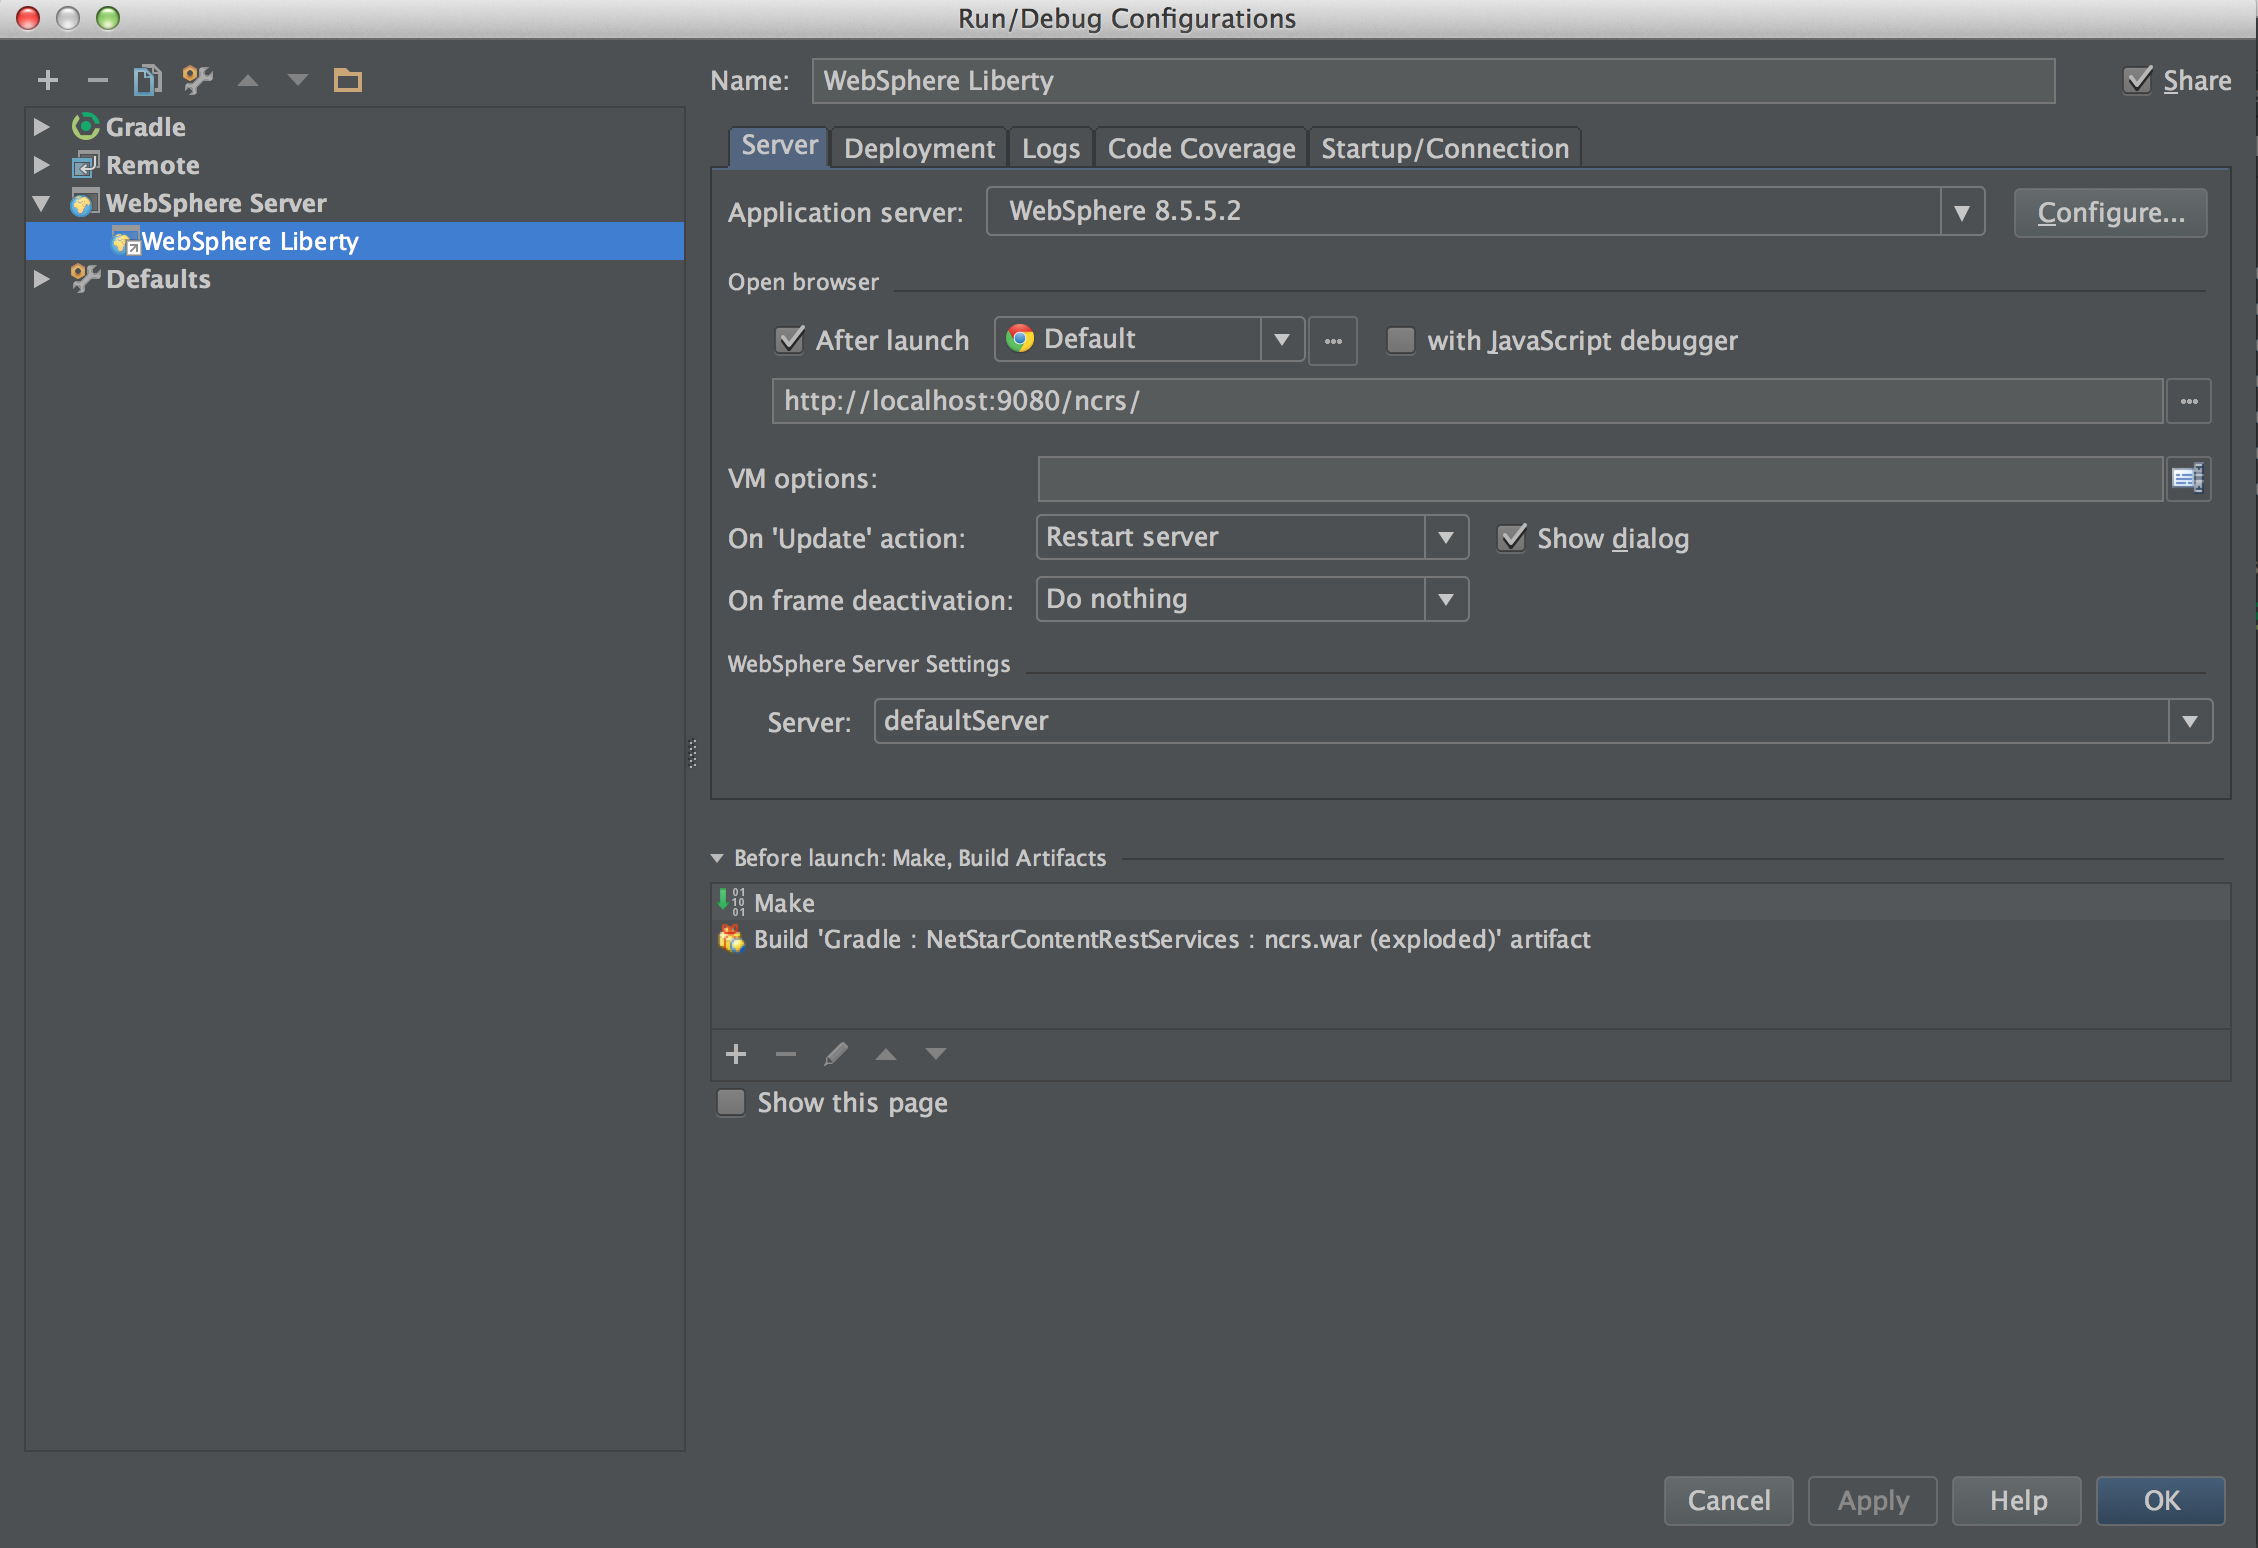 Run/Debug Configurations
Gradle
Remote
WebSphere Server
WebSphere Liberty
Defaults
Name: WebSphere Liberty Share
Server Deployment Logs Code Coverage Startup/Connection
Application server: WebSphere 8.5.5.2 Configure...
Open browser
After launch Default ... with JavaScript debugger
http://localhost:9080/ncrs/ ...
VM options:
On 'Update' action: Restart server Show dialog
On frame deactivation: Do nothing
WebSphere Server Settings
Server: defaultServer
Before launch: Make, Build Artifacts
Make
Build 'Gradle : NetStarContentRestServices : ncrs.war (exploded)' artifact
Show this page
Cancel Apply Help OK